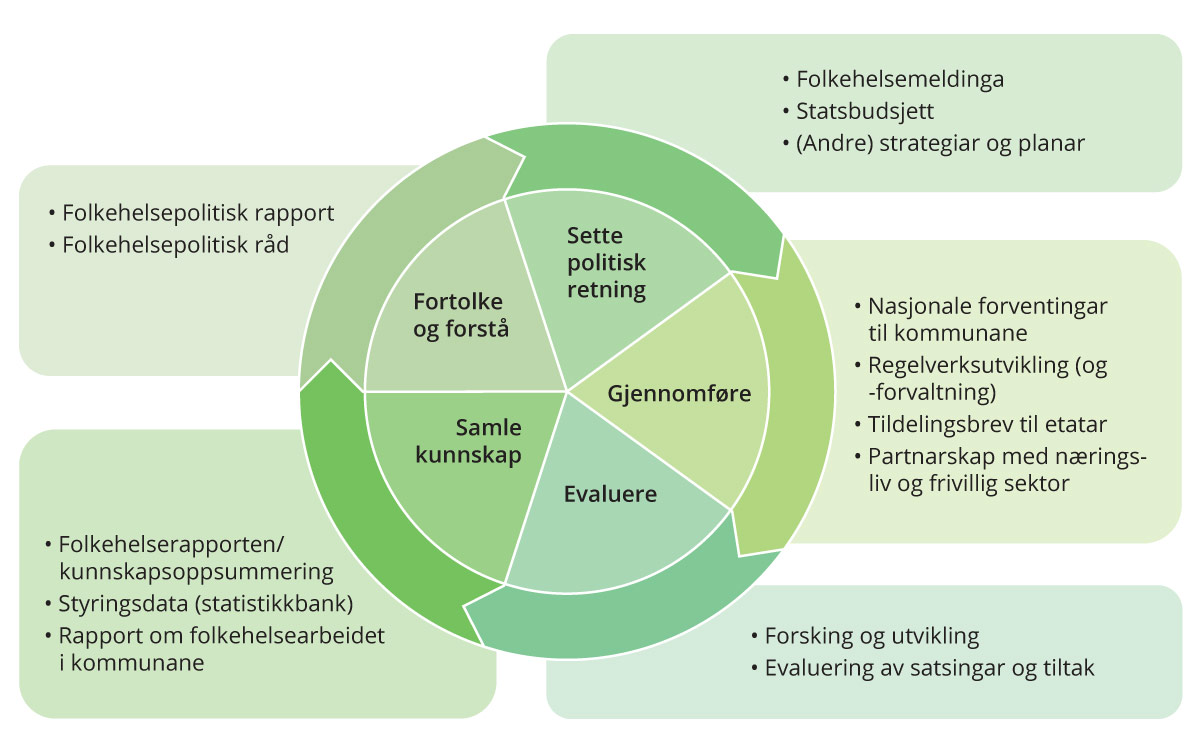 • Folkehelsemeldinga
• Statsbudsjett
• (Andre) strategiar og planar
• Folkehelsepolitisk rapport
• Folkehelsepolitisk råd
Sette
politisk
retning
Fortolke
og forstå
Gjennomføre
• Nasjonale forventingar
til kommunane
• Regelverksutvikling (og
-forvaltning)
• Tildelingsbrev til etatar
• Partnarskap med nærings-
liv og frivillig sektor
Samle
kunnskap
Evaluere
• Folkehelserapporten/
kunnskapsoppsummering
• Styringsdata (statistikkbank)
• Rapport om folkehelsearbeidet
i kommunane
• Forsking og utvikling
• Evaluering av satsingar og tiltak